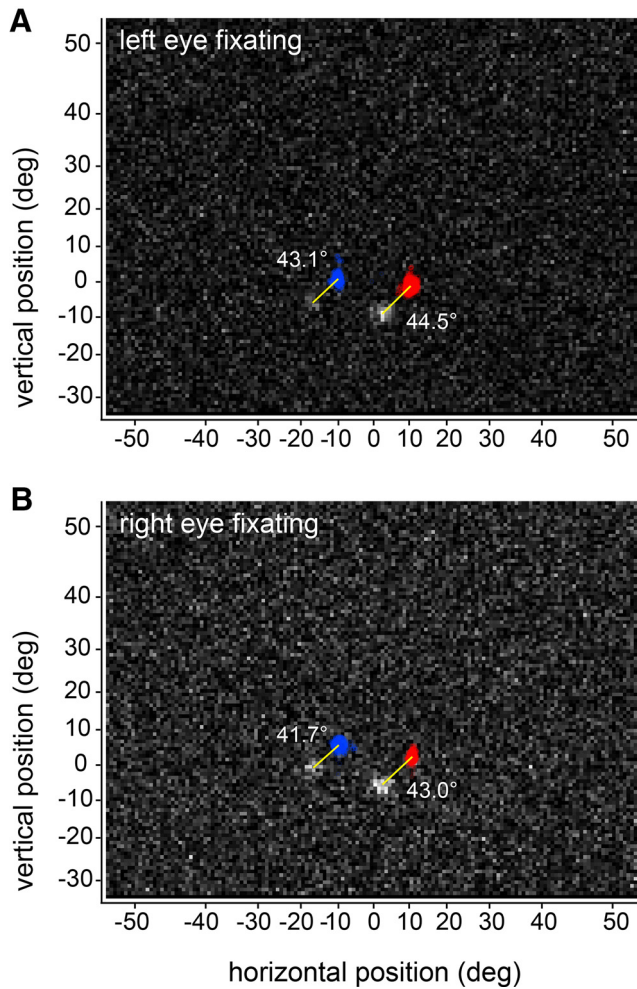 A
left eye fixating
50
40
30
20
10
0
-10
-20
-30
vertical position (deg)
43.1°
44.5°
-50 -40 -30 -20 -10 0 10 20 30 40 50
B
right eye fixating
50
40
30
20
10
0
-10
-20
-30
vertical position (deg)
41.7°
43.0°
-50 -40 -30 -20 -10 0 10 20 30 40 50
horizontal position (deg)